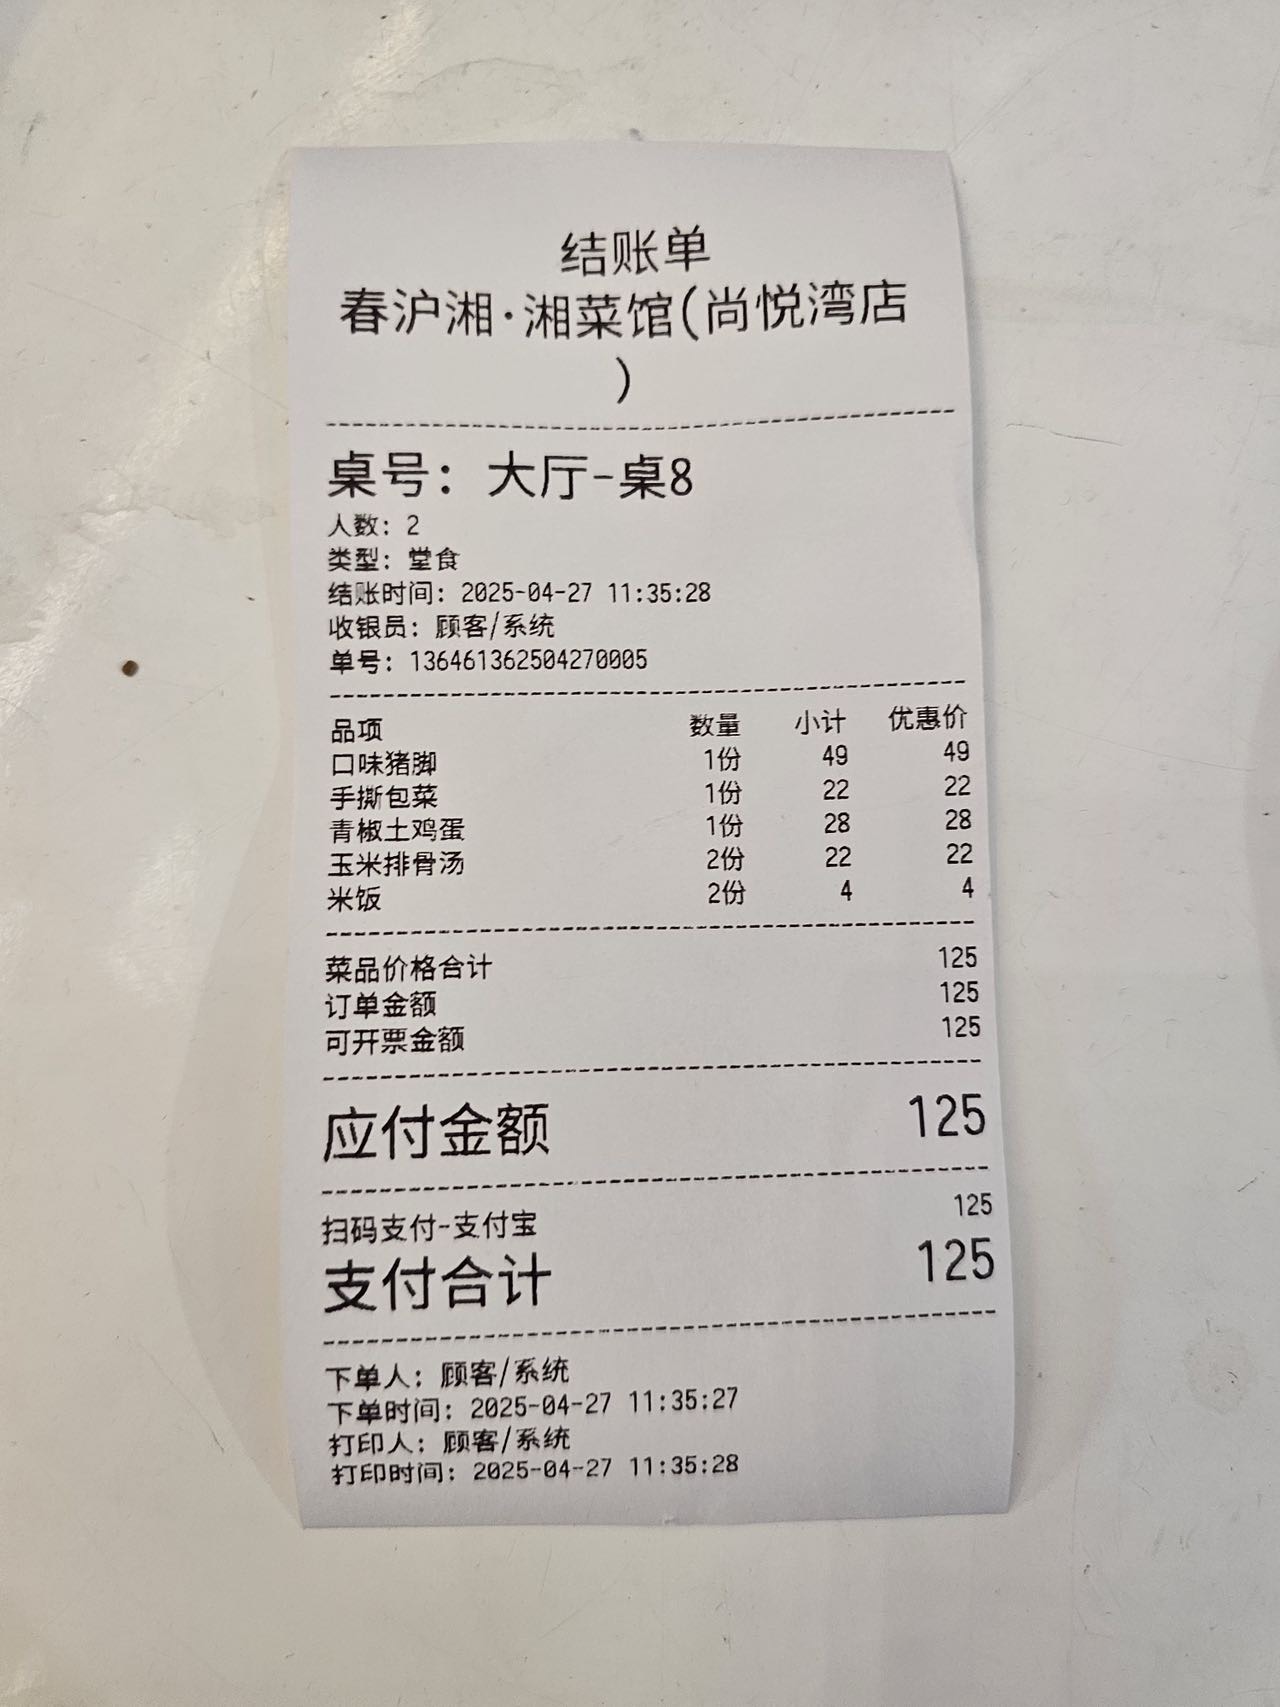 结账单
春沪湘·湘菜馆(尚悦湾店
)
桌号：大厅-桌8
人数：2
类型：堂食
结账时间：2025-04-27 11:35:28
收银员：顾客/系统
单号：136461362504270005
品项 数量 小计 优惠价
口味猪脚 1份 49 49
手撕包菜 1份 22 22
青椒土鸡蛋 1份 28 28
玉米排骨汤 2份 22 22
米饭 2份 4 4
菜品价格合计 125
订单金额 125
可开票金额 125
应付金额 125
扫码支付-支付宝 125
支付合计 125
下单人：顾客/系统
下单时间：2025-04-27 11:35:27
打印人：顾客/系统
打印时间：2025-04-27 11:35:28